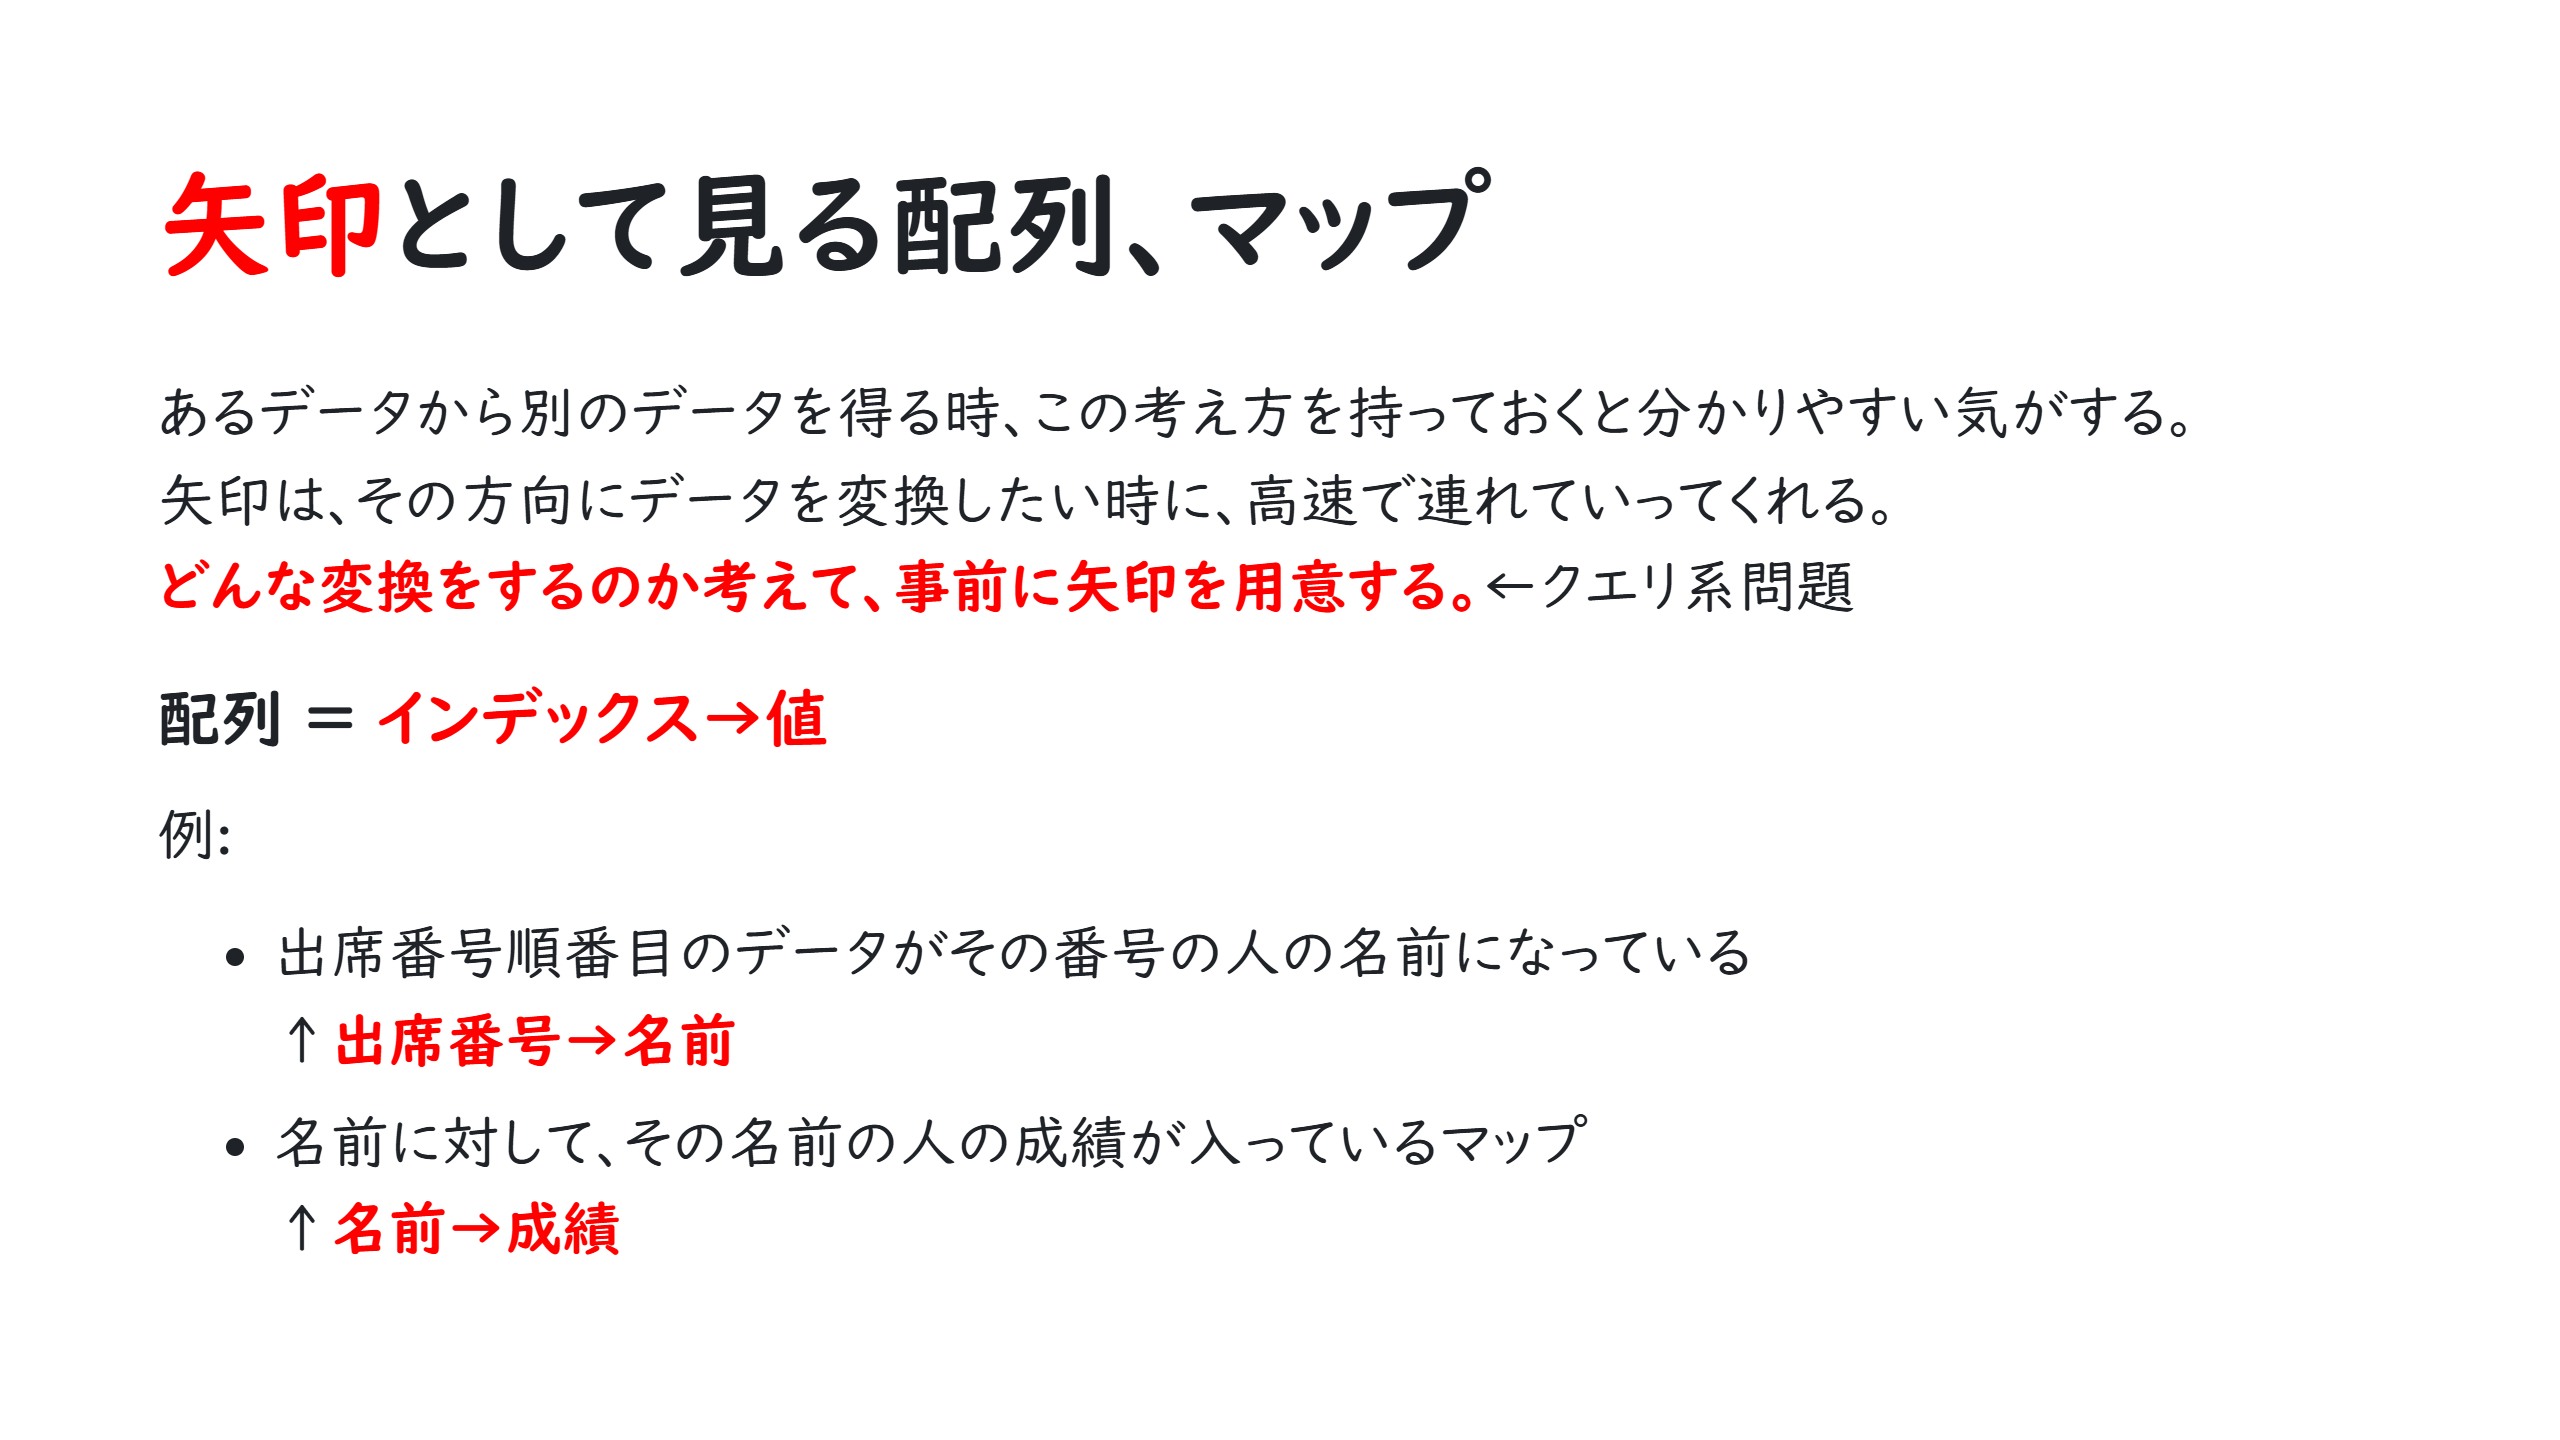 矢印として見る配列、マップ
あるデータから別のデータを得る時、この考え方を持っておくと分かりやすい気がする。
矢印は、その方向にデータを変換したい時に、高速で連れていってくれる。
どんな変換をするのか考えて、事前に矢印を用意する。←クエリ系問題
配列 = インデックス→値
例:
• 出席番号順番目のデータがその番号の人の名前になっている
↑出席番号→名前
• 名前に対して、その名前の人の成績が入っているマップ
↑名前→成績